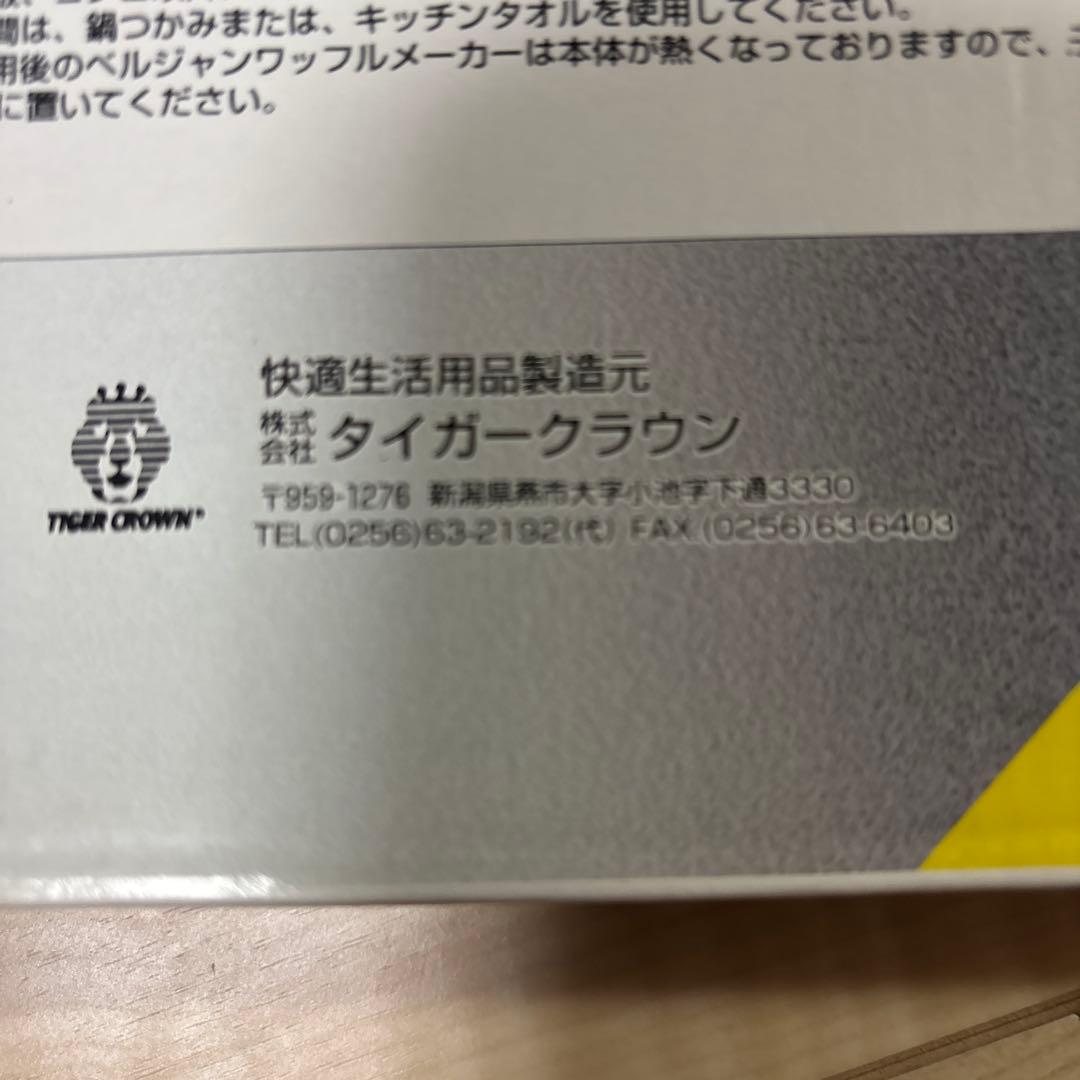 間は、鍋つかみまたは、キッチンタオルを使用してください。
用後のベルジャンワッフルメーカーは本体が熱くなっておりますので、
に置いてください。
快適生活用品製造元
株式会社 タイガークラウン
〒959-1276 新潟県燕市大字小池字下通3330
TEL(0256)63-2192(代) FAX.(0256)63-6403
TIGER CROWN®